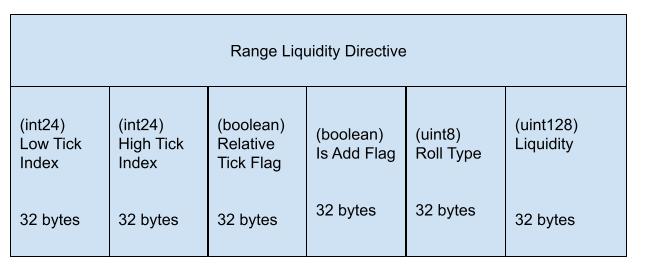 Range Liquidity Directive
(int24)
Low Tick
Index
32 bytes
(int24)
High Tick
Index
32 bytes
(boolean)
Relative
Tick Flag
32 bytes
(boolean)
Is Add Flag
32 bytes
(uint8)
Roll Type
32 bytes
(uint128)
Liquidity
32 bytes